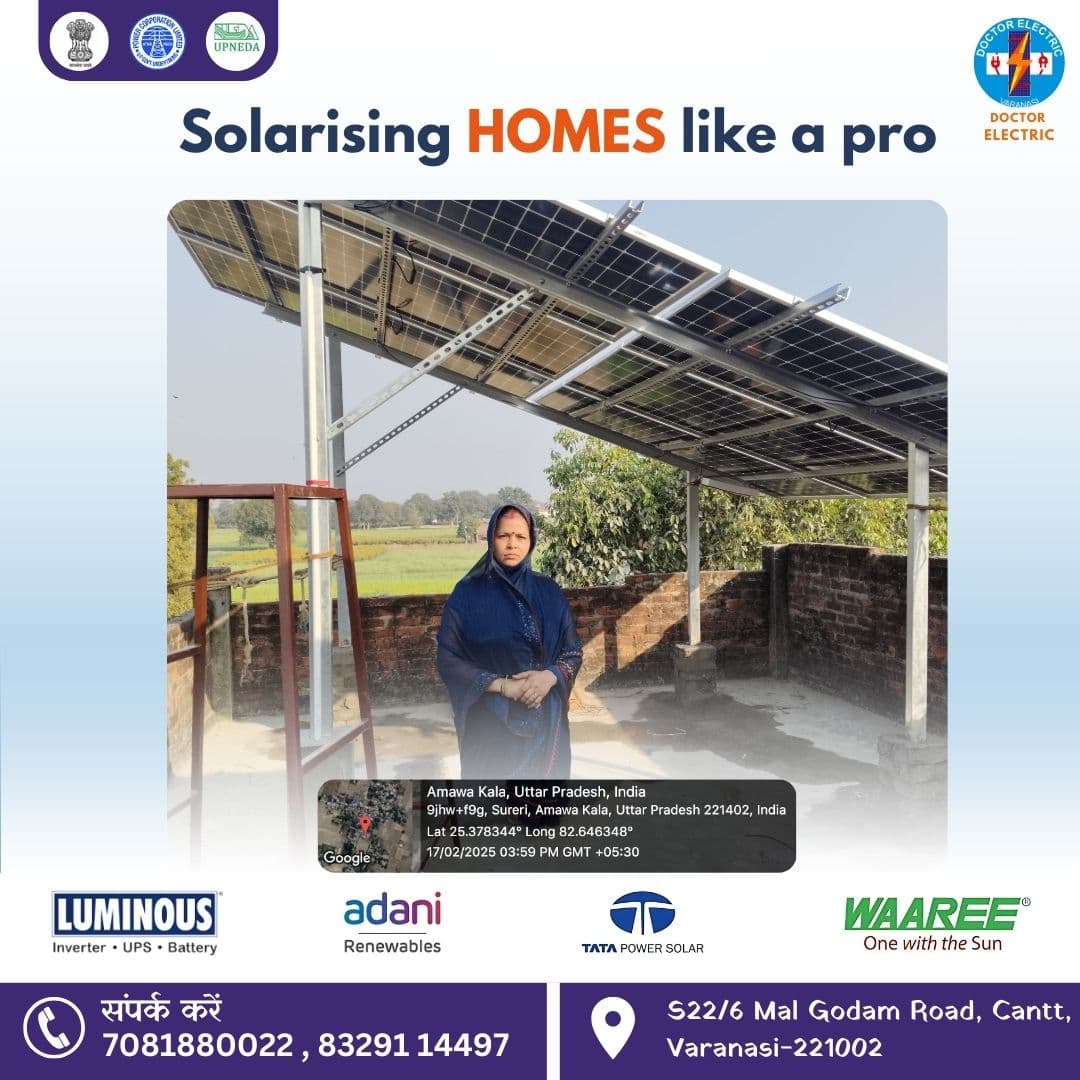 UPNEDA
DOCTOR ELECTRIC
VARANASI
DOCTOR
ELECTRIC
Solarising HOMES like a pro
Amawa Kala, Uttar Pradesh, India
9jhw+f9g, Sureri, Amawa Kala, Uttar Pradesh 221402, India
Lat 25.378344° Long 82.646348°
17/02/2025 03:59 PM GMT +05:30
Google
LUMINOUS
Inverter • UPS • Battery
adani
Renewables
TATA POWER SOLAR
WAAREE®
One with the Sun
संपर्क करें
7081880022 , 83291 14497
S22/6 Mal Godam Road, Cantt,
Varanasi-221002